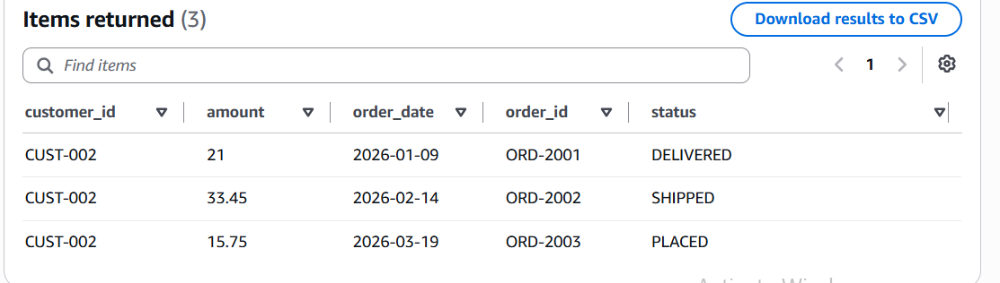 Items returned (3) Download results to CSV
Find items 1
customer_id amount order_date order_id status
CUST-002 21 2026-01-09 ORD-2001 DELIVERED
CUST-002 33.45 2026-02-14 ORD-2002 SHIPPED
CUST-002 15.75 2026-03-19 ORD-2003 PLACED